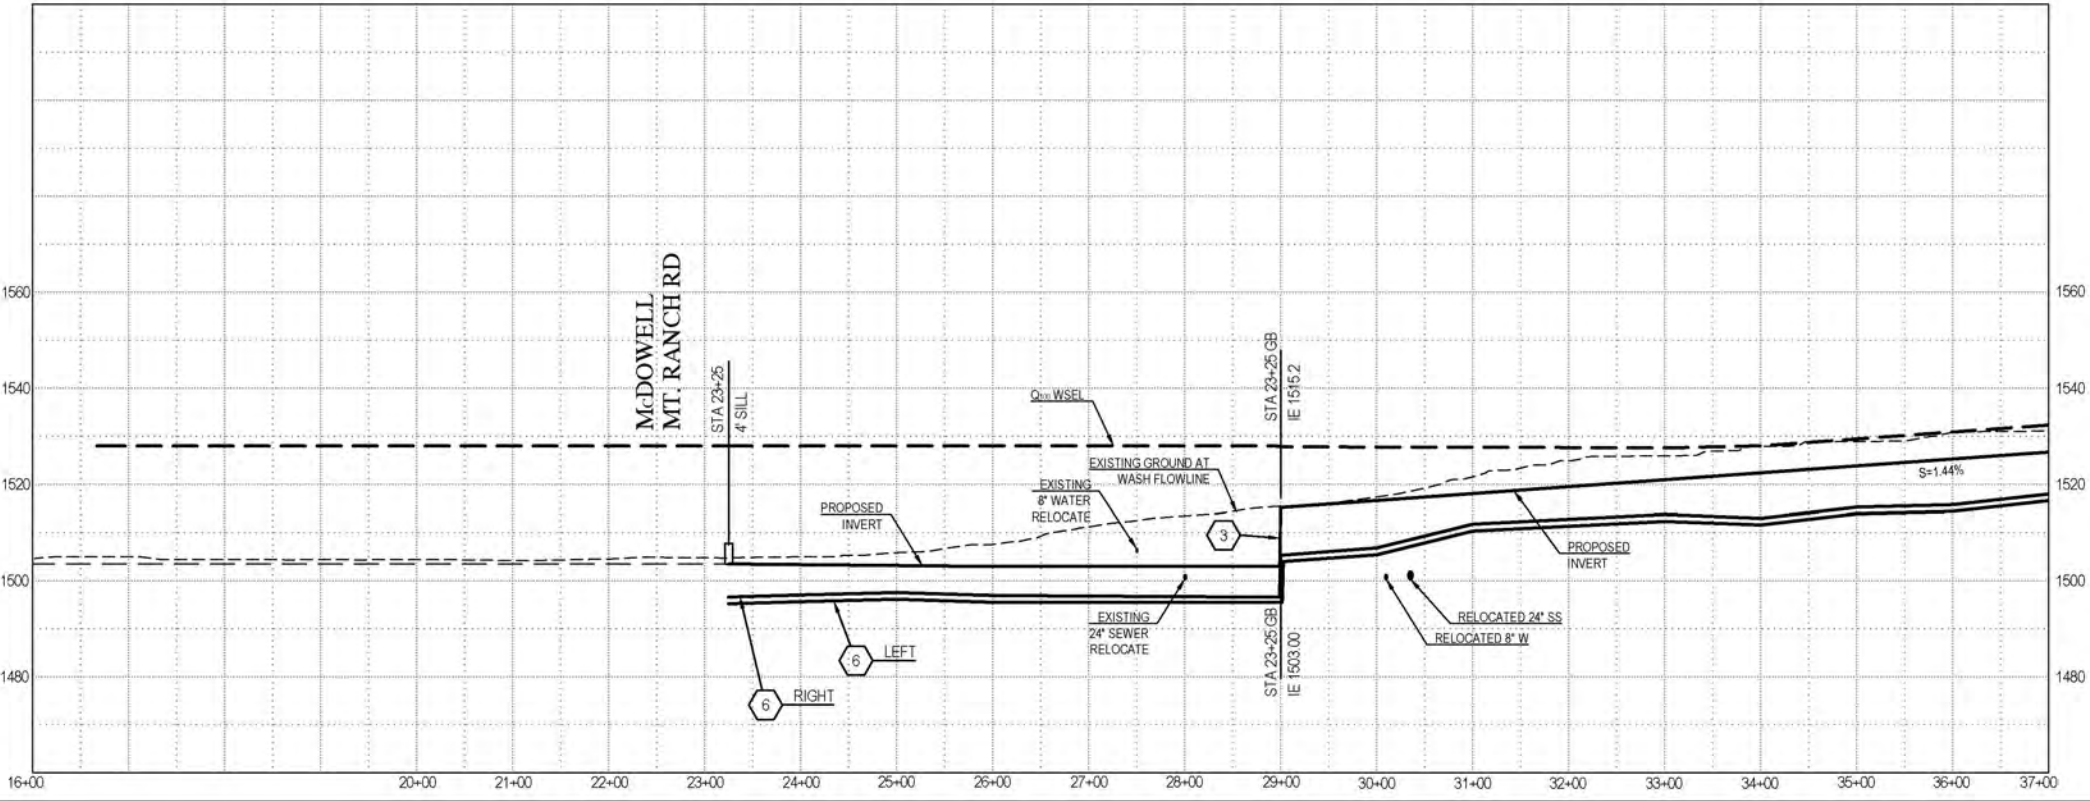 McDOWELL
MT. RANCH RD
STA 23+25
4' SILL
STA 23+25 GB
IE 1515.2
Q100 WSEL
EXISTING GROUND AT
WASH FLOWLINE
EXISTING
8" WATER
RELOCATE
PROPOSED
INVERT
3
S=1.44%
PROPOSED
INVERT
EXISTING
24" SEWER
RELOCATE
RELOCATED 24" SS
RELOCATED 8" W
6 LEFT
6 RIGHT
STA 23+25 GB
IE 1503.00
1560 1560
1540 1540
1520 1520
1500 1500
1480 1480
16+00 20+00 21+00 22+00 23+00 24+00 25+00 26+00 27+00 28+00 29+00 30+00 31+00 32+00 33+00 34+00 35+00 36+00 37+00